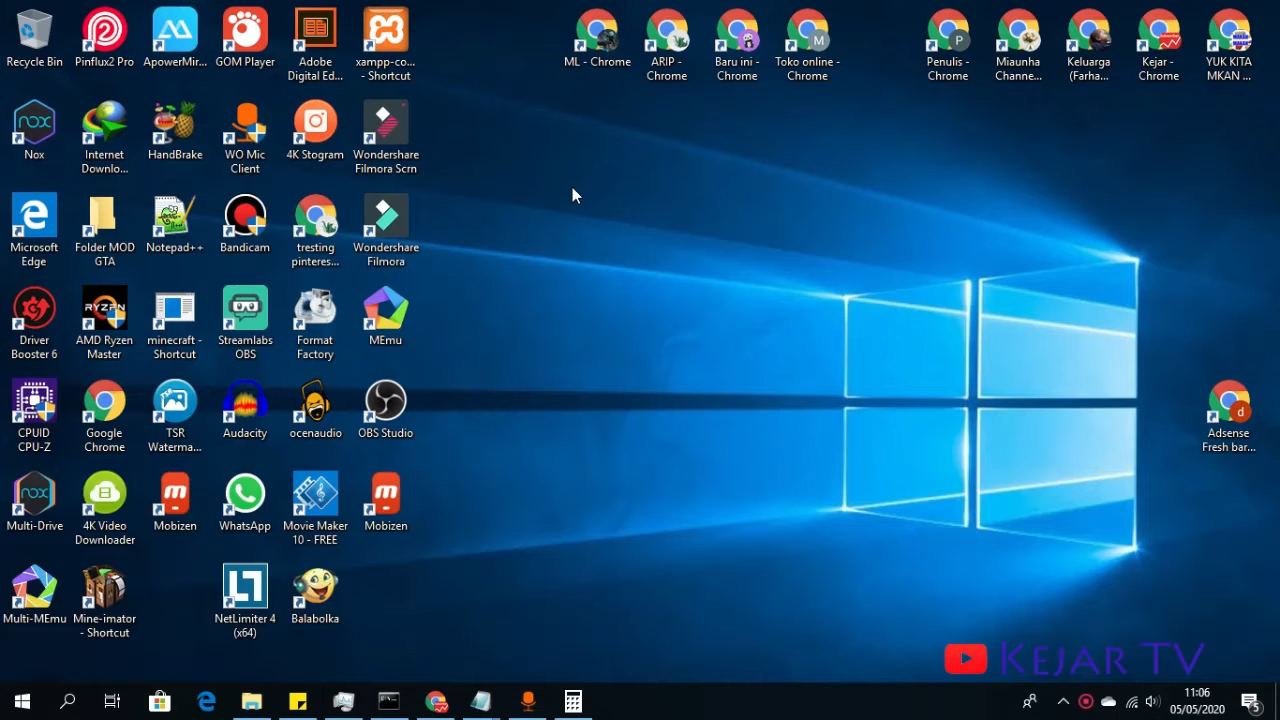 Recycle Bin
Pinflux2 Pro
ApowerMir...
GOM Player
Adobe
Digital Ed...
xampp-co...
- Shortcut
ML - Chrome
ARIP -
Chrome
Baru ini -
Chrome
M
Toko online -
Chrome
P
Penulis -
Chrome
Miaunha
Channe...
Keluarga
(Farha...
Kejar -
Chrome
YUK KITA
MKAN ...
nox
Nox
Internet
Downlo...
HandBrake
WO Mic
Client
4K Stogram
Wondershare
Filmora Scrn
Microsoft
Edge
Folder MOD
GTA
Notepad++
Bandicam
tresting
pinteres...
Wondershare
Filmora
Driver
Booster 6
RYZEN
AMD Ryzen
Master
minecraft -
Shortcut
Streamlabs
OBS
Format
Factory
MEmu
CPUID
CPU-Z
Google
Chrome
TSR
Waterma...
Audacity
ocenaudio
OBS Studio
d
Adsense
Fresh bar...
nox
Multi-Drive
4K Video
Downloader
m
Mobizen
WhatsApp
Movie Maker
10 - FREE
m
Mobizen
Multi-MEmu
Mine-imator
- Shortcut
NetLimiter 4
(x64)
Balabolka
Kejar TV
11:06
05/05/2020
5